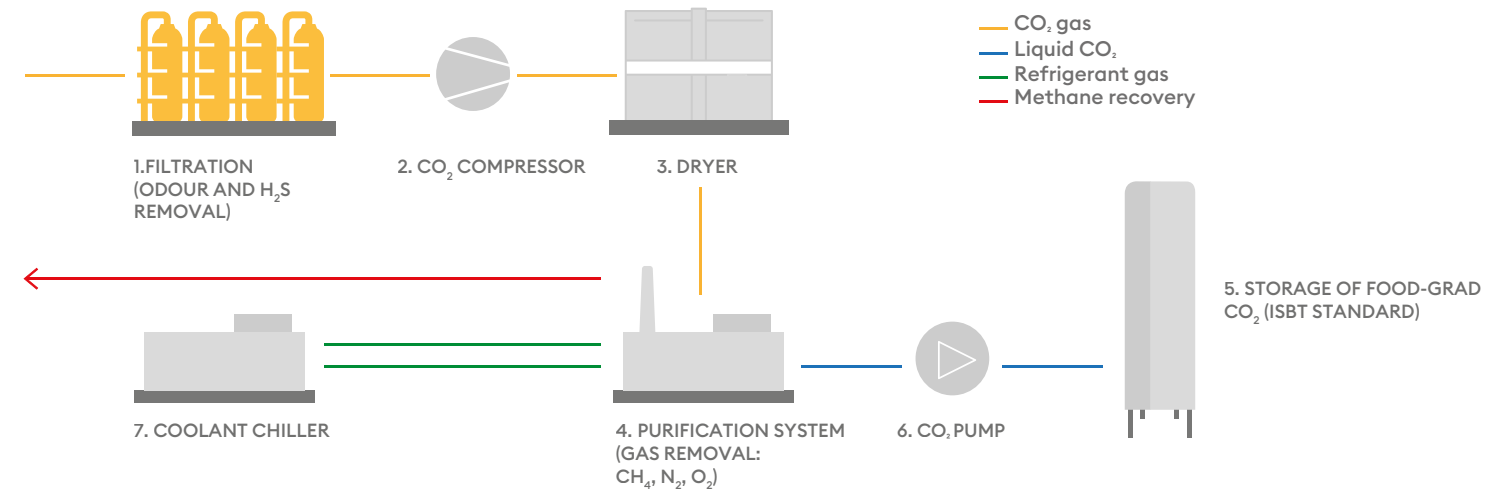 CO₂ gas
Liquid CO₂
Refrigerant gas
Methane recovery
1.FILTRATION
(ODOUR AND H₂S
REMOVAL)
2. CO₂ COMPRESSOR
3. DRYER
5. STORAGE OF FOOD-GRAD
CO₂ (ISBT STANDARD)
7. COOLANT CHILLER
4. PURIFICATION SYSTEM
(GAS REMOVAL:
CH₄, N₂, O₂)
6. CO₂ PUMP